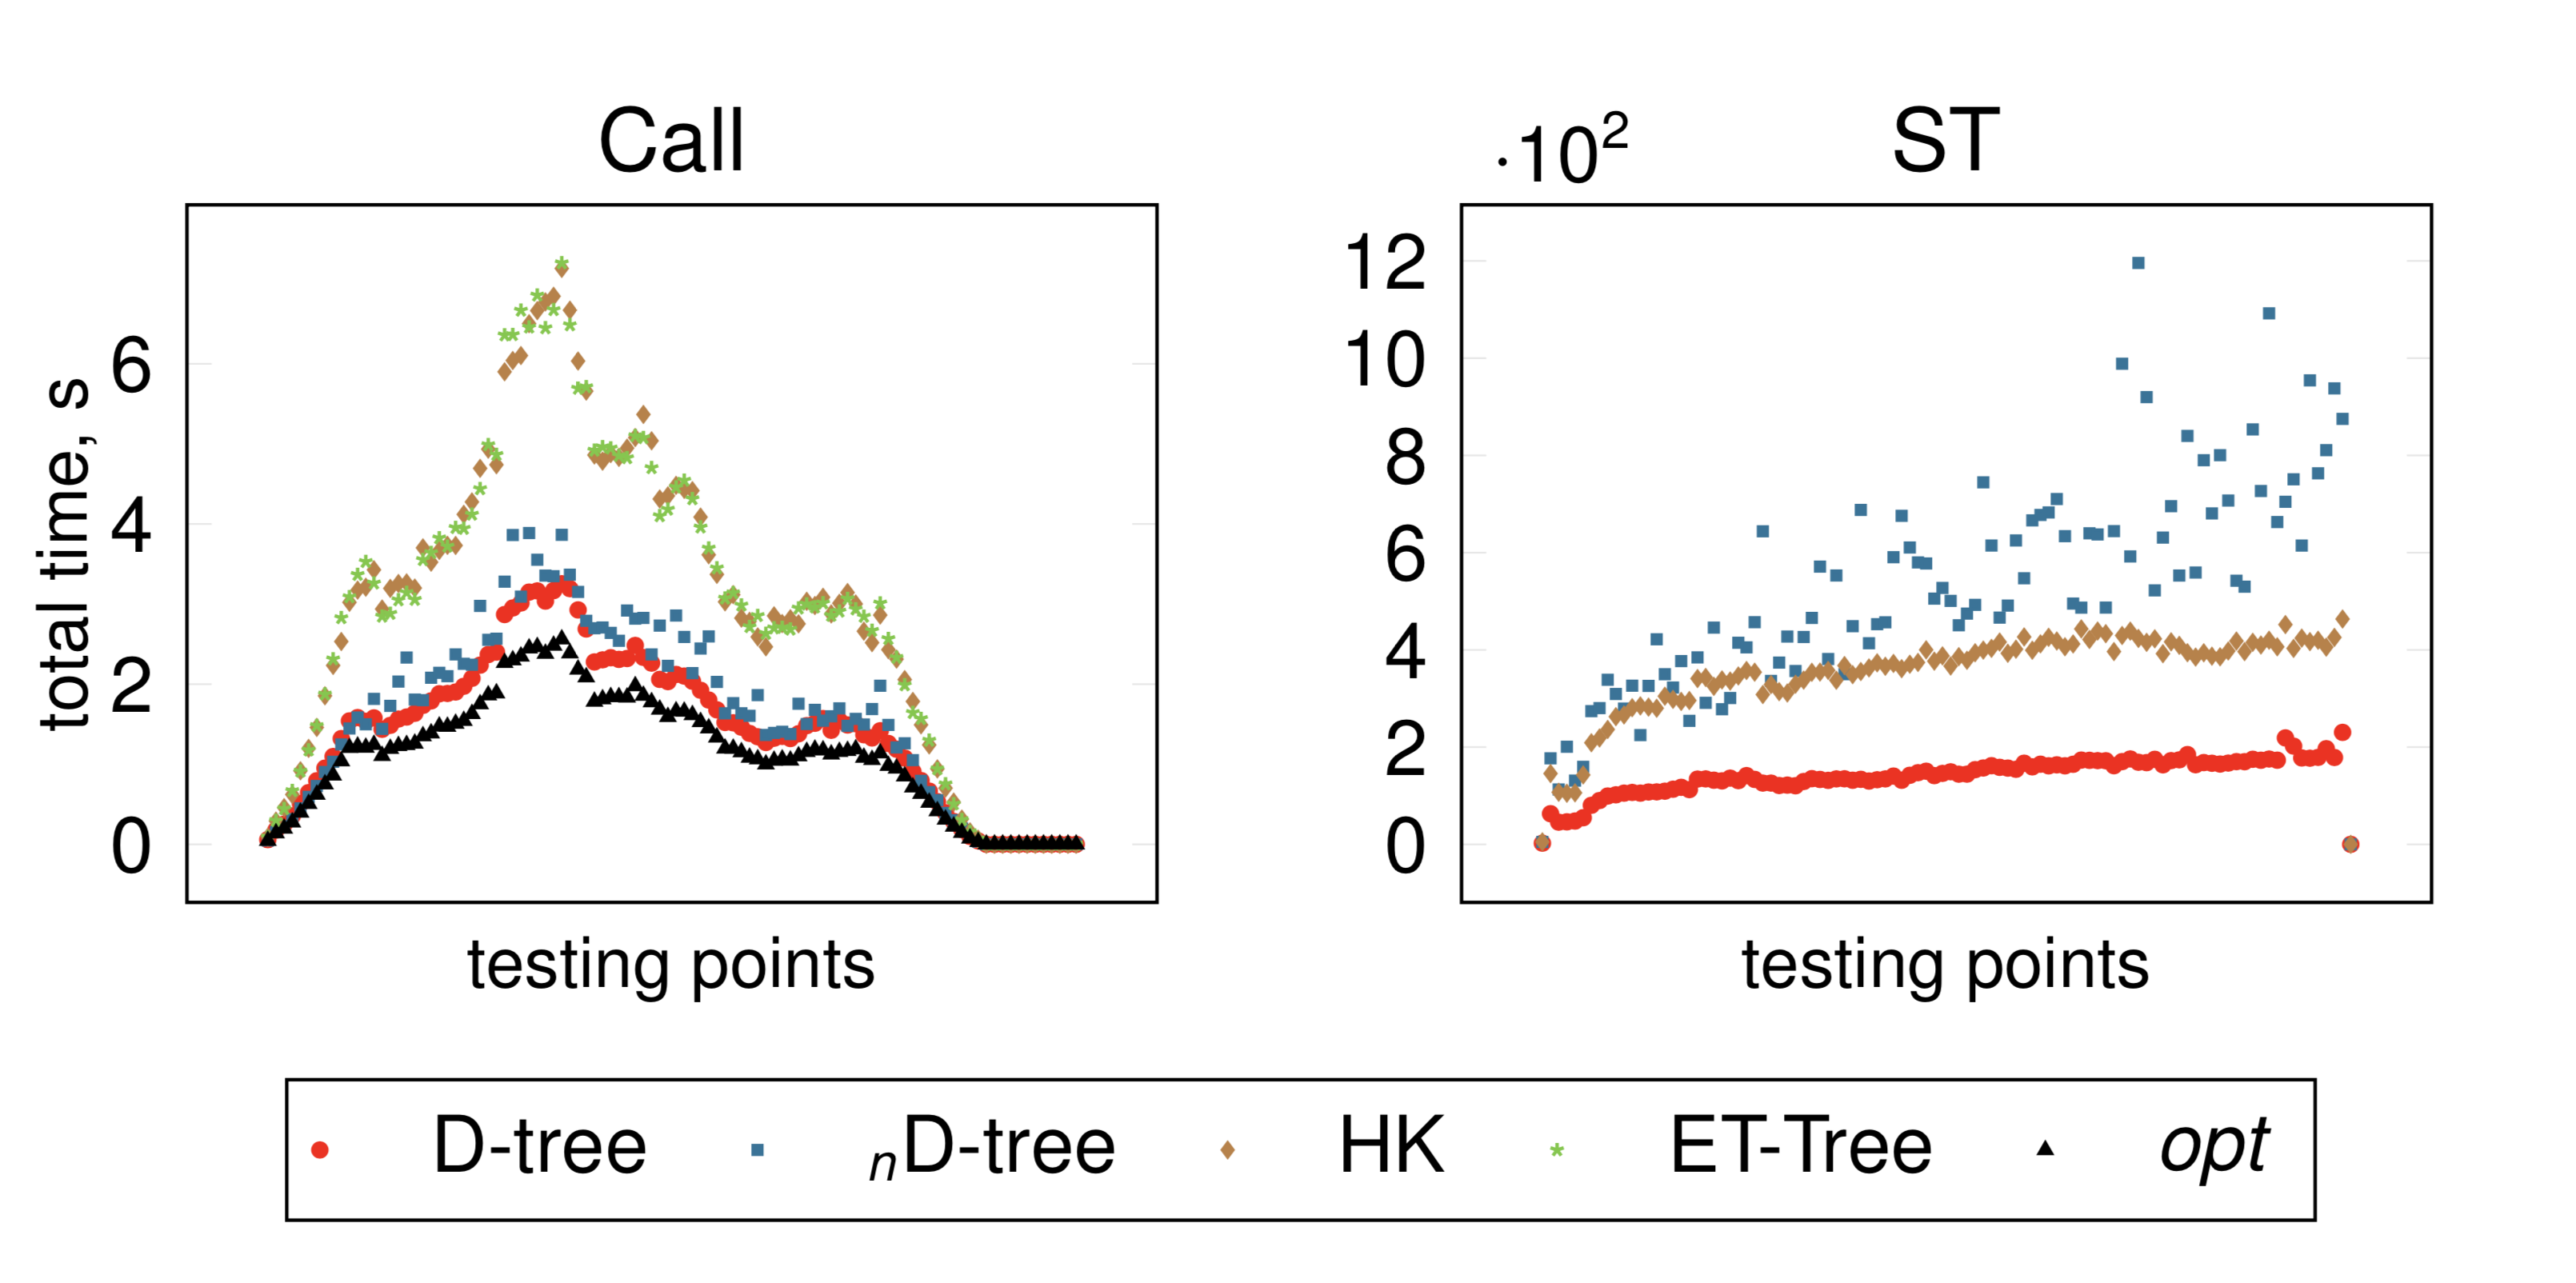 Call
total time, s
6
4
2
0
testing points
·10²
ST
12
10
8
6
4
2
0
testing points
D-tree
nD-tree
HK
ET-Tree
opt